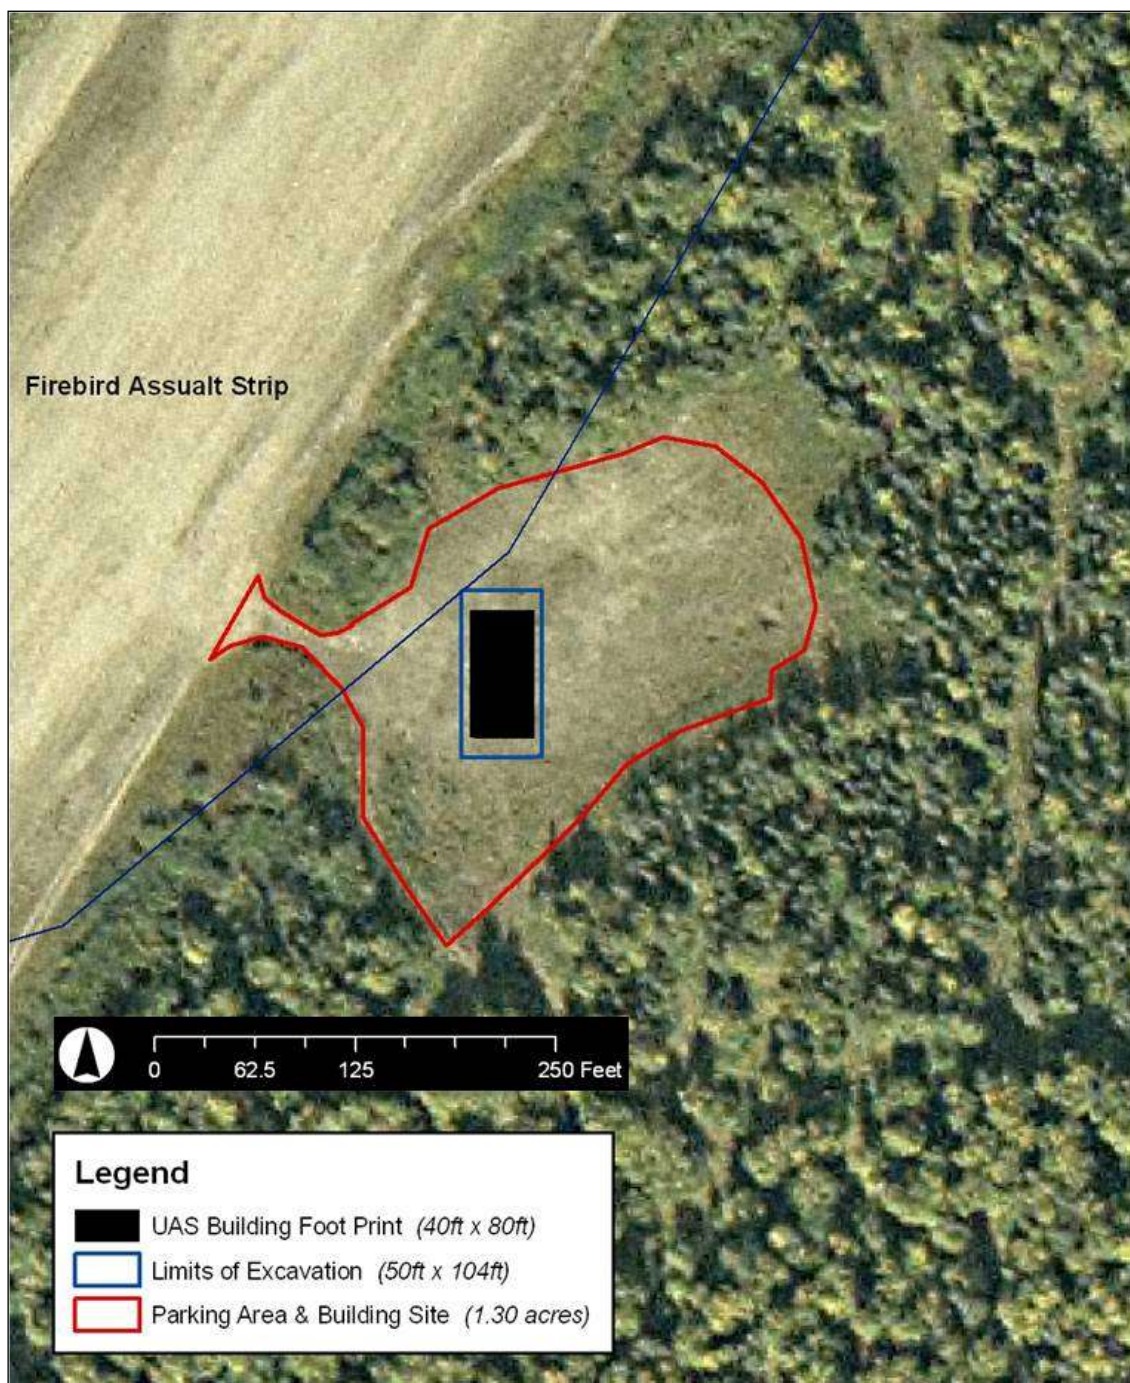 Firebird Assualt Strip
0 62.5 125 250 Feet
Legend
UAS Building Foot Print (40ft x 80ft)
Limits of Excavation (50ft x 104ft)
Parking Area & Building Site (1.30 acres)